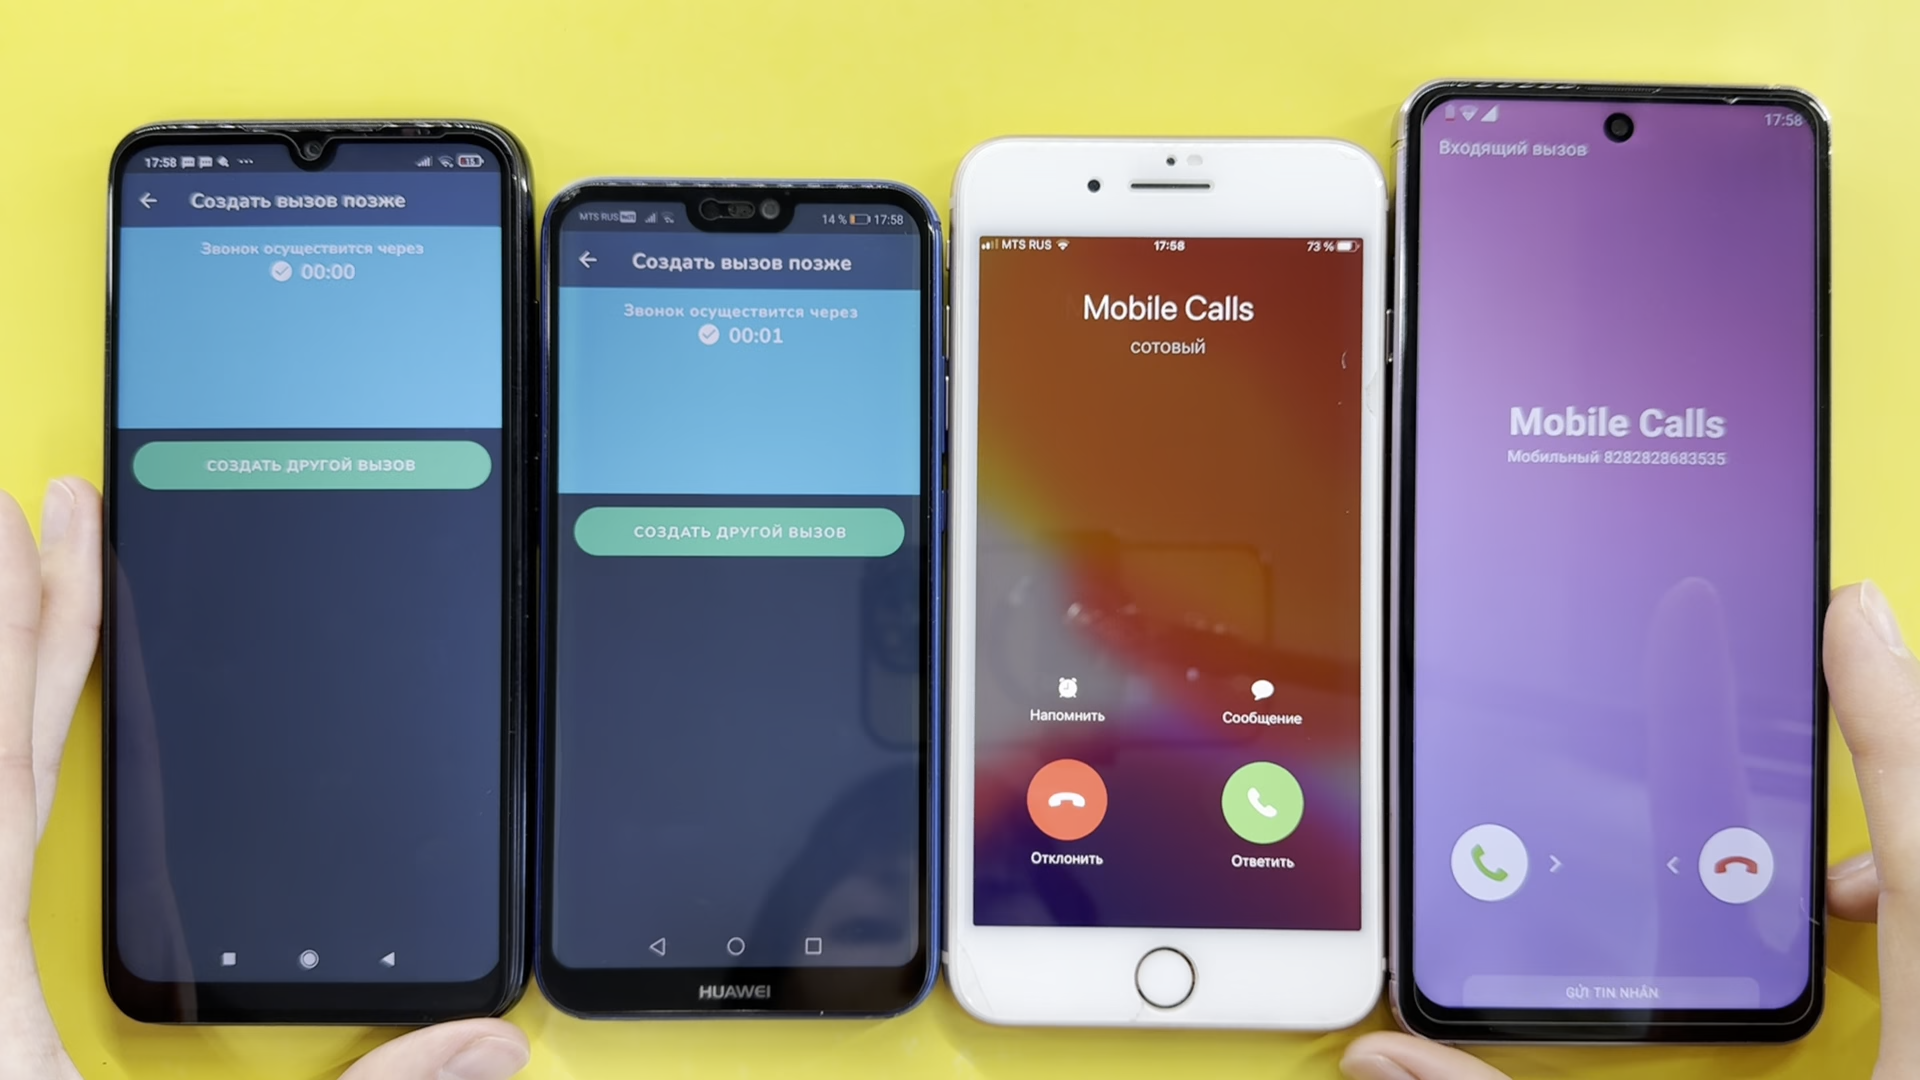 17:58
15
Создать вызов позже
Звонок осуществится через
00:00
СОЗДАТЬ ДРУГОЙ ВЫЗОВ
MTS RUS
14 % 17:58
Создать вызов позже
Звонок осуществится через
00:01
СОЗДАТЬ ДРУГОЙ ВЫЗОВ
HUAWEI
MTS RUS 17:58 73 %
Mobile Calls
сотовый
Напомнить Сообщение
Отклонить Ответить
17:58
Входящий вызов
Mobile Calls
Мобильный 8282828683535
GỬI TIN NHẮN